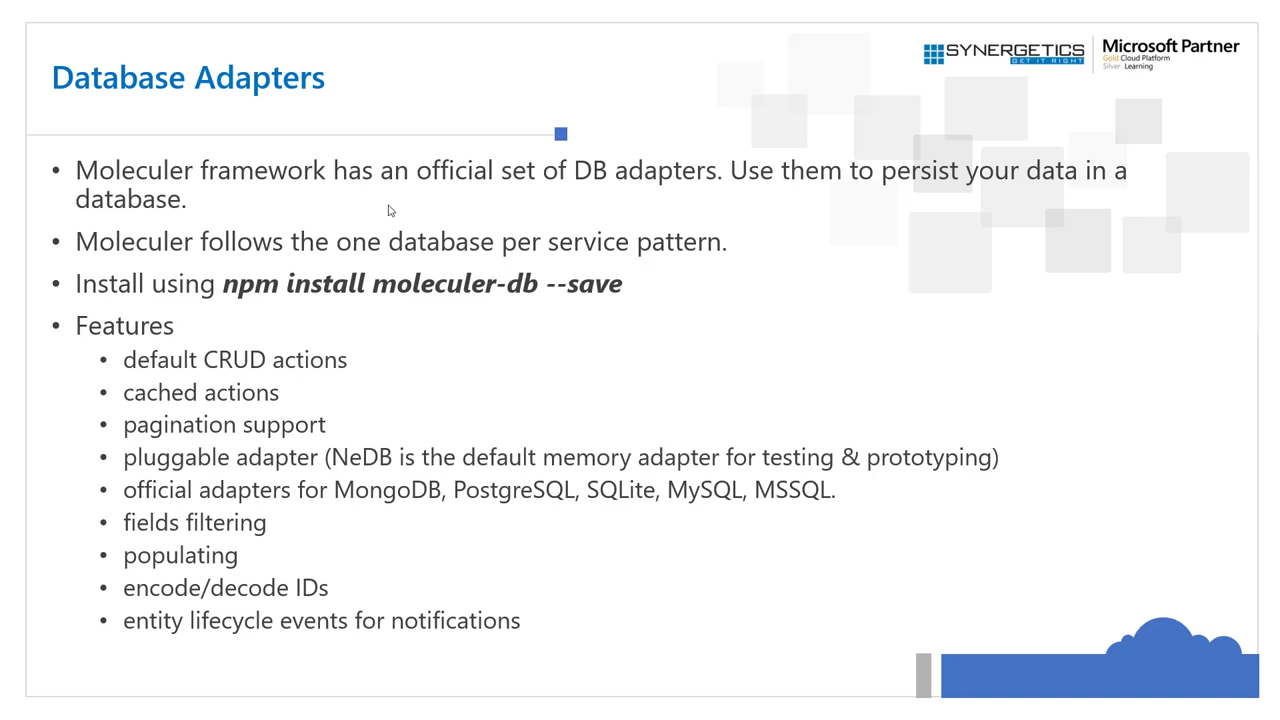 SYNERGETICS
GET IT RIGHT
Microsoft Partner
Gold Cloud Platform
Silver Learning
Database Adapters
• Moleculer framework has an official set of DB adapters. Use them to persist your data in a
database.
• Moleculer follows the one database per service pattern.
• Install using npm install moleculer-db --save
• Features
• default CRUD actions
• cached actions
• pagination support
• pluggable adapter (NeDB is the default memory adapter for testing & prototyping)
• official adapters for MongoDB, PostgreSQL, SQLite, MySQL, MSSQL.
• fields filtering
• populating
• encode/decode IDs
• entity lifecycle events for notifications